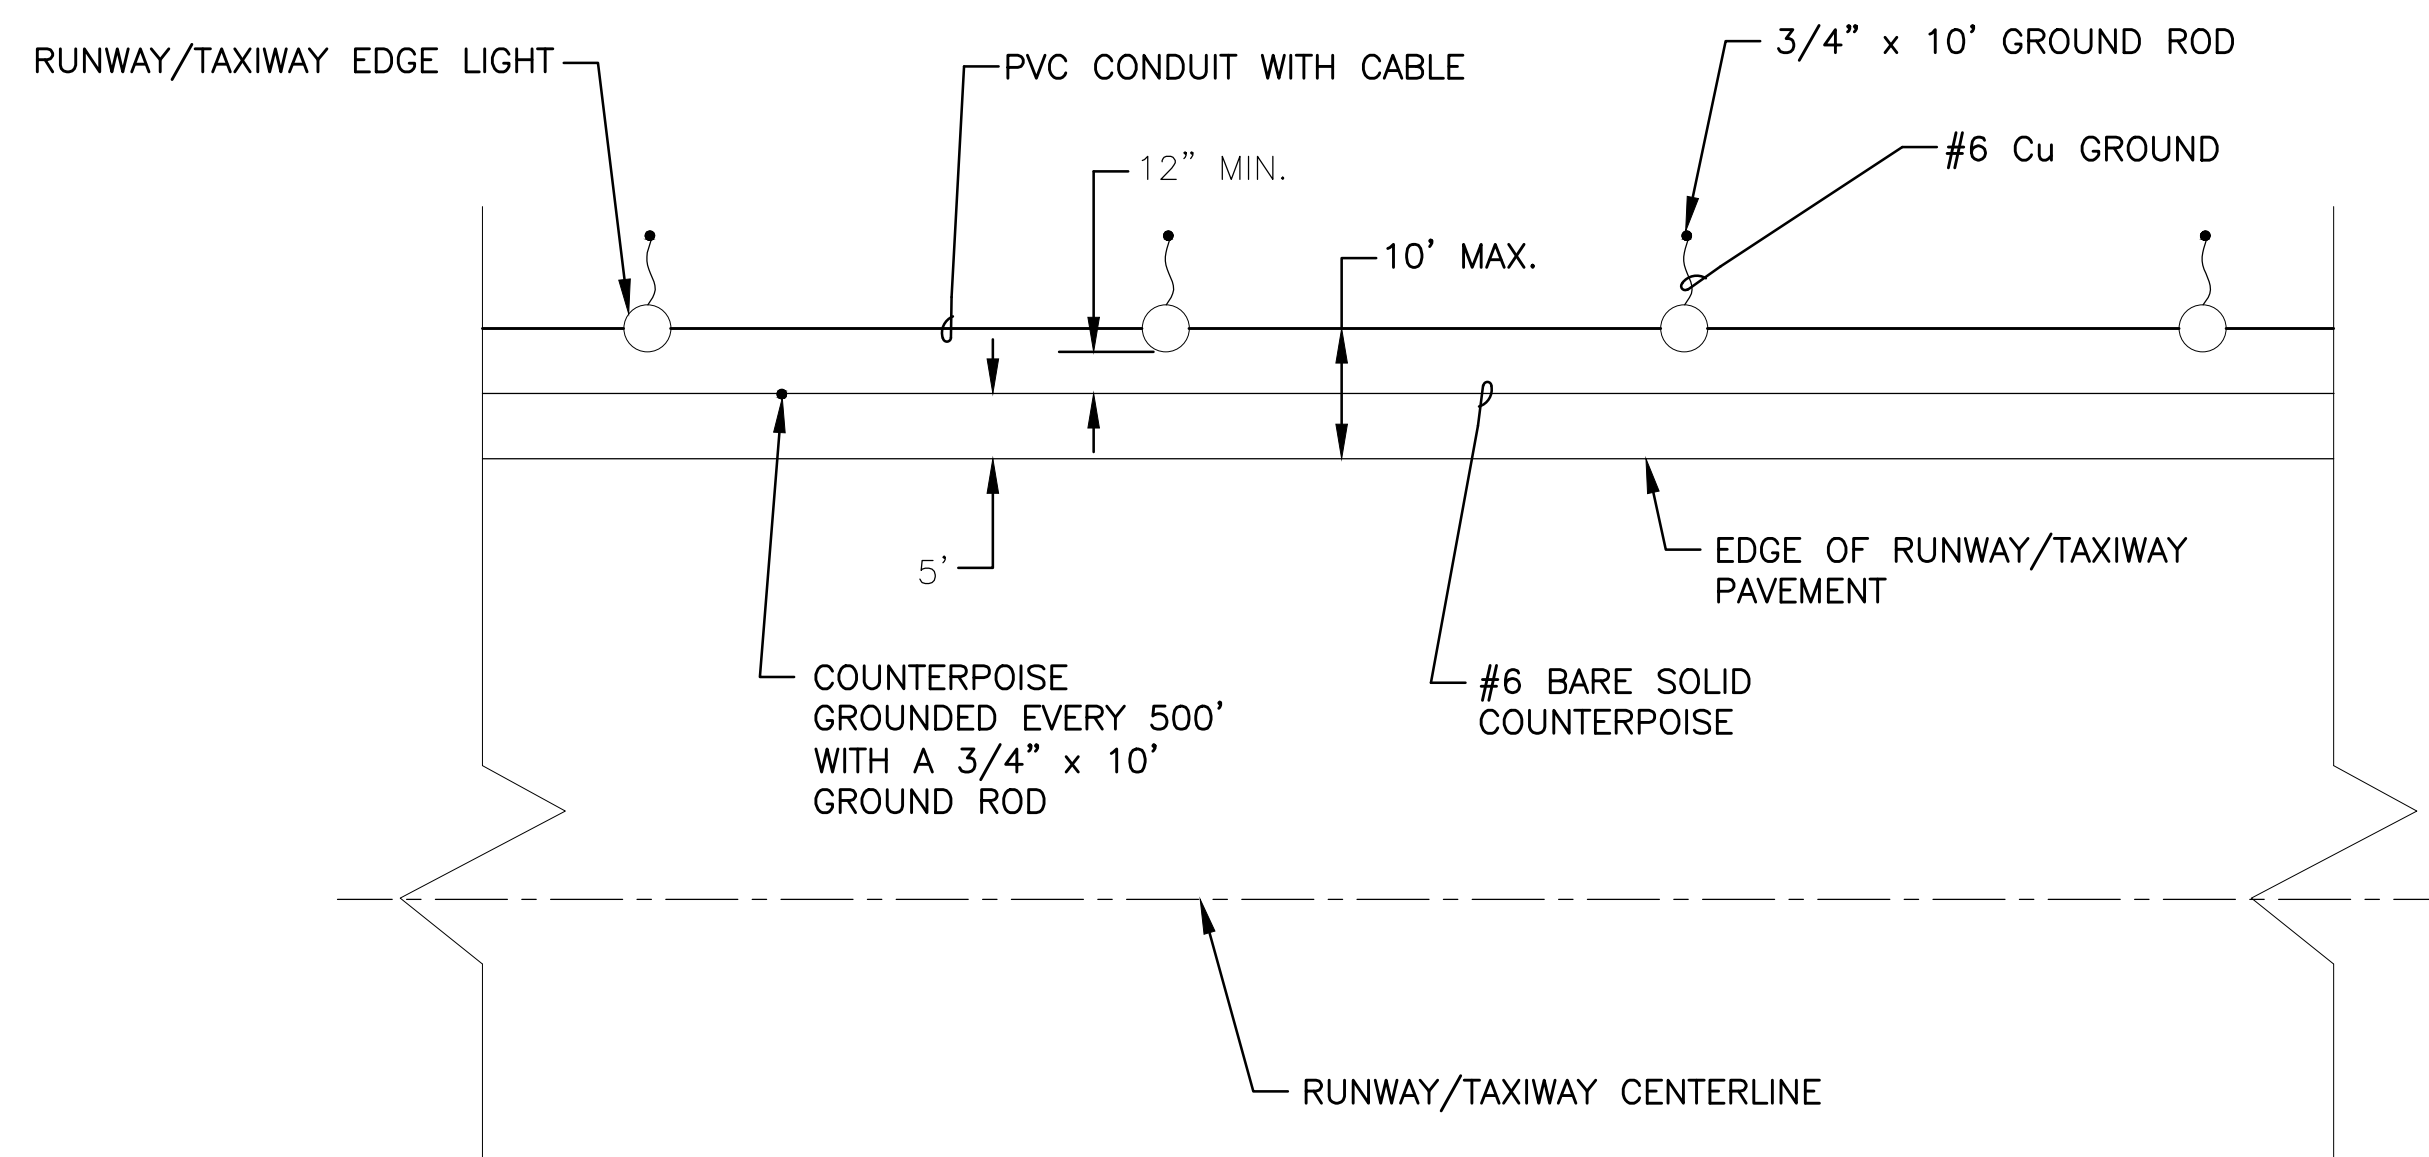 RUNWAY/TAXIWAY EDGE LIGHT
PVC CONDUIT WITH CABLE
3/4" x 10' GROUND ROD
#6 Cu GROUND
12" MIN.
10' MAX.
5'
EDGE OF RUNWAY/TAXIWAY
PAVEMENT
COUNTERPOISE
GROUNDED EVERY 500'
WITH A 3/4" x 10'
GROUND ROD
#6 BARE SOLID
COUNTERPOISE
RUNWAY/TAXIWAY CENTERLINE